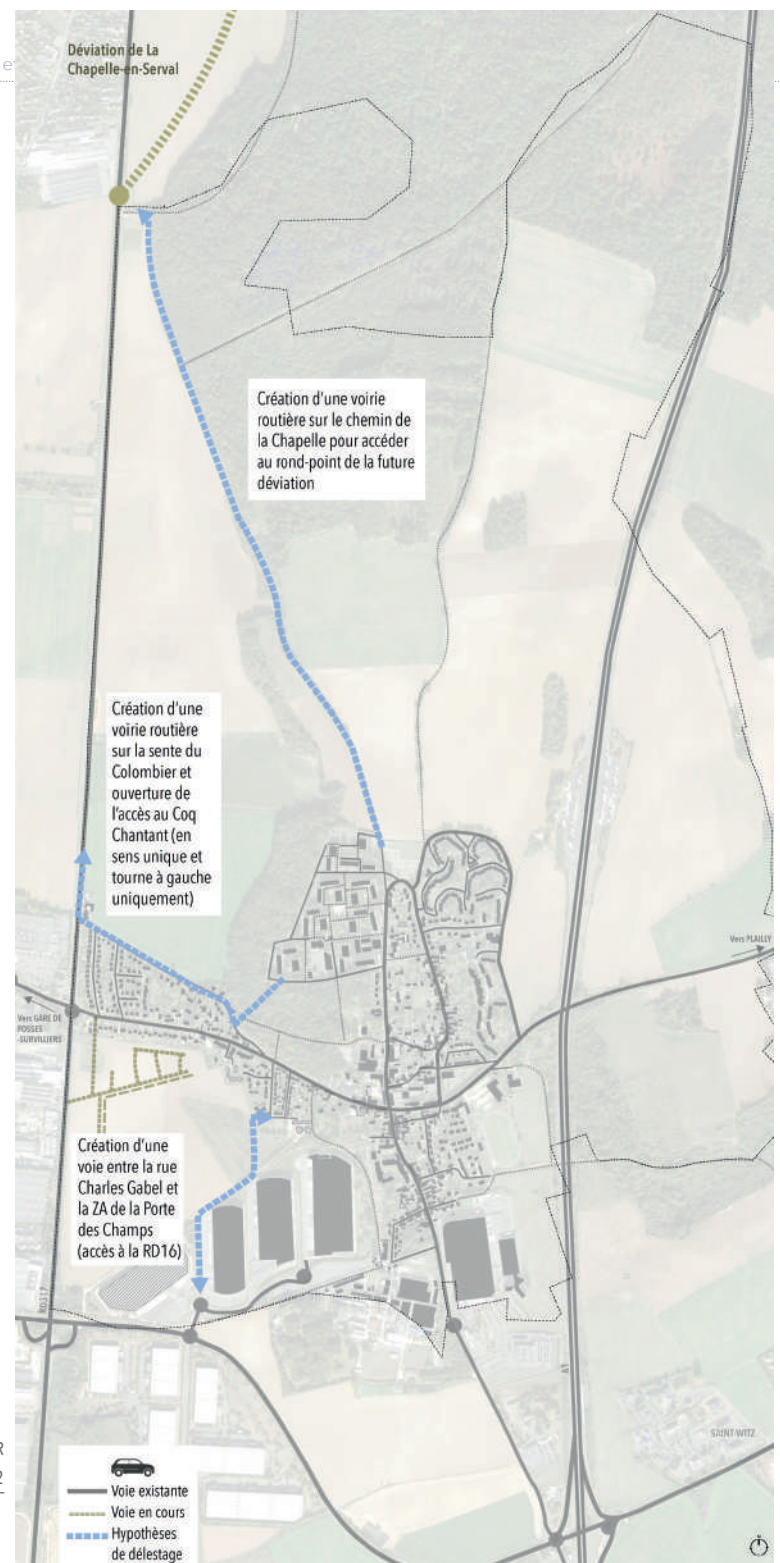 e
Déviation de La
Chapelle-en-Serval
Création d'une voirie
routière sur le chemin de
la Chapelle pour accéder
au rond-point de la future
déviation
Création d'une
voirie routière
sur la sente du
Colombier et
ouverture de
l'accès au Coq
Chantant (en
sens unique et
tourne à gauche
uniquement)
Vers PLAILLY
Vers GARE DE
FOSSES
-SURVILLIERS
Création d'une
voie entre la rue
Charles Gabel et
la ZA de la Porte
des Champs
(accès à la RD16)
RD317
A1
SAINT-WITZ
R
2
Voie existante
Voie en cours
Hypothèses
de délestage